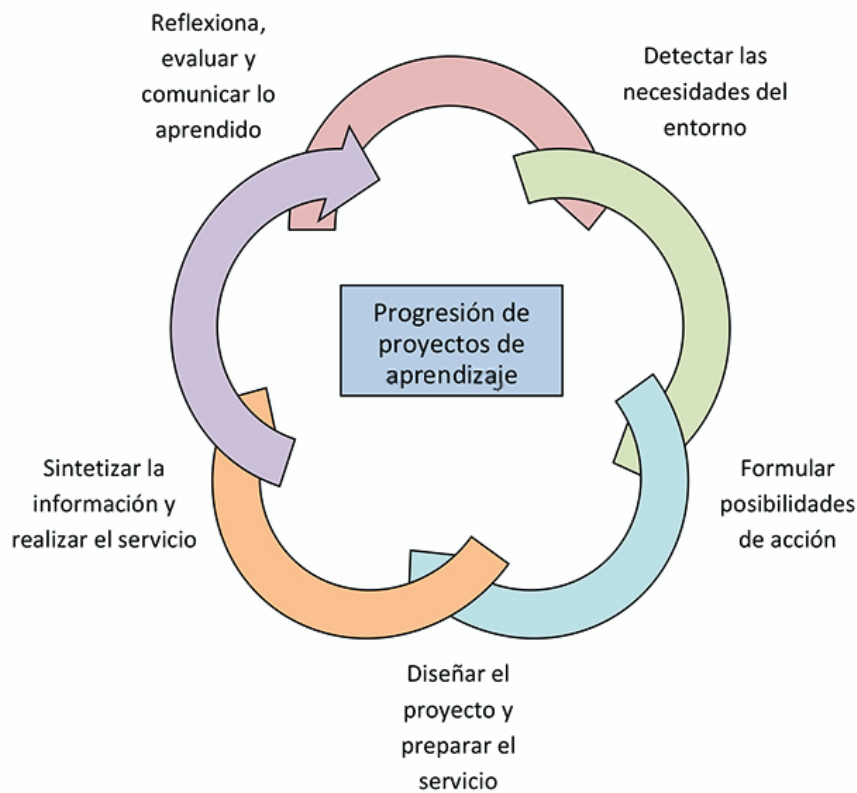 Reflexiona,
evaluar y
comunicar lo
aprendido
Detectar las
necesidades del
entorno
Progresión de
proyectos de
aprendizaje
Sintetizar la
información y
realizar el servicio
Formular
posibilidades
de acción
Diseñar el
proyecto y
preparar el
servicio